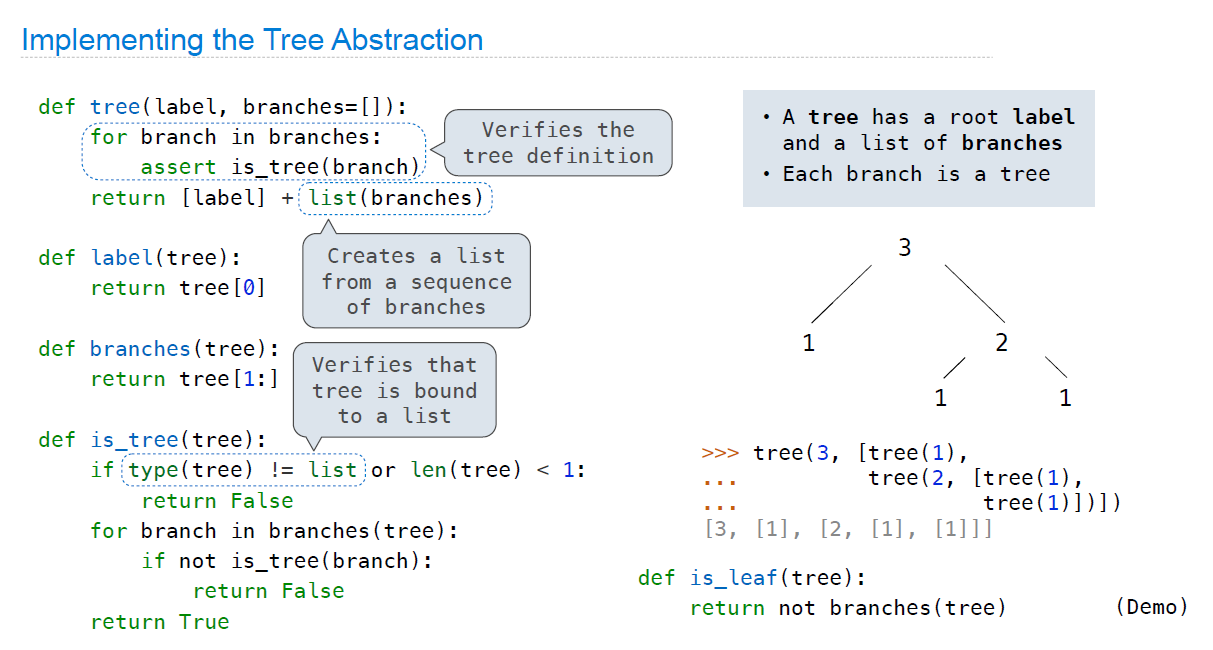 Implementing the Tree Abstraction
def tree(label, branches=[]):
    for branch in branches:
        assert is_tree(branch)
    return [label] + list(branches)
Verifies the
tree definition
Creates a list
from a sequence
of branches
def label(tree):
    return tree[0]
def branches(tree):
    return tree[1:]
Verifies that
tree is bound
to a list
def is_tree(tree):
    if type(tree) != list or len(tree) < 1:
        return False
    for branch in branches(tree):
        if not is_tree(branch):
            return False
    return True
• A tree has a root label
and a list of branches
• Each branch is a tree
3
1 2
1 1
>>> tree(3, [tree(1),
...          tree(2, [tree(1),
...                   tree(1)])])
[3, [1], [2, [1], [1]]]
def is_leaf(tree):
    return not branches(tree)
(Demo)